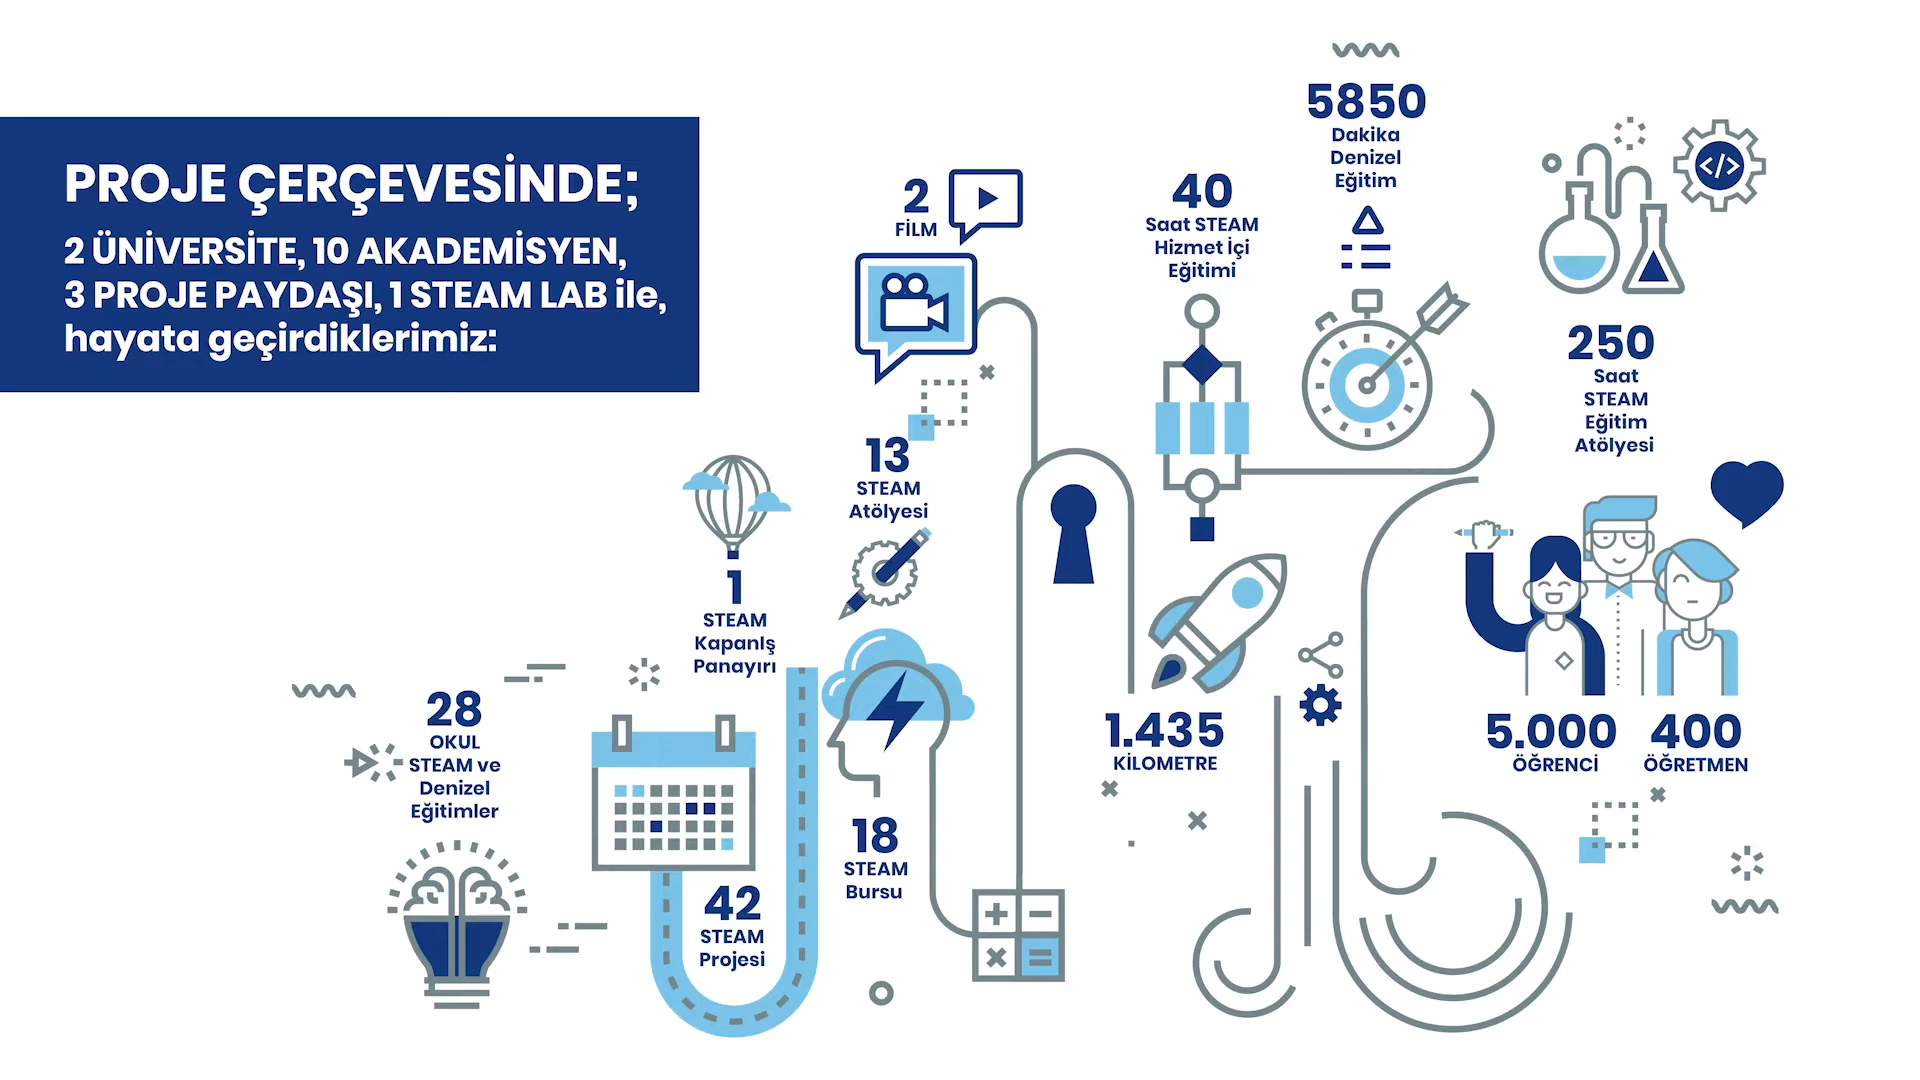 PROJE ÇERÇEVESİNDE;
2 ÜNİVERSİTE, 10 AKADEMİSYEN,
3 PROJE PAYDAŞI, 1 STEAM LAB ile,
hayata geçirdiklerimiz:
28
OKUL
STEAM ve
Denizel
Eğitimler
1
STEAM
Kapanlş
Panayırı
42
STEAM
Projesi
2
FİLM
13
STEAM
Atölyesi
18
STEAM
Bursu
40
Saat STEAM
Hizmet İçi
Eğitimi
1.435
KİLOMETRE
5850
Dakika
Denizel
Eğitim
250
Saat
STEAM
Eğitim
Atölyesi
5.000
ÖĞRENCİ
400
ÖĞRETMEN